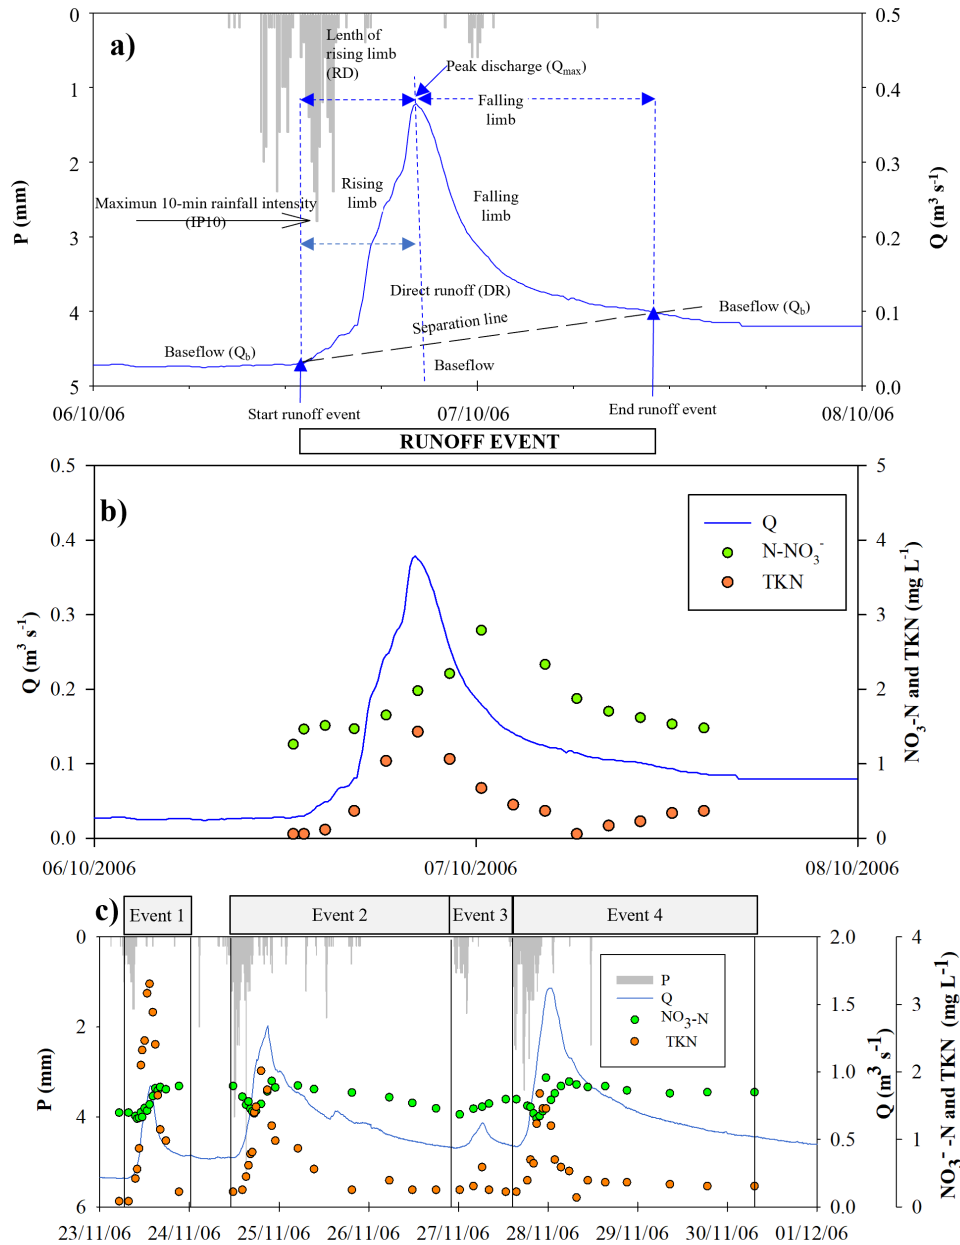 a)
0
1
2
3
4
5
P (mm)
0.5
0.4
0.3
0.2
0.1
0.0
Q (m³ s⁻¹)
Lenth of
rising limb
(RD)
Peak discharge (Qmax)
Falling
limb
Rising
limb
Falling
limb
Maximun 10-min rainfall intensity
(IP10)
Direct runoff (DR)
Separation line
Baseflow (Qb)
Baseflow (Qb)
Baseflow
06/10/06
07/10/06
08/10/06
Start runoff event
End runoff event
RUNOFF EVENT
b)
0.5
0.4
0.3
0.2
0.1
0.0
Q (m³ s⁻¹)
5
4
3
2
1
0
NO₃-N and TKN (mg L⁻¹)
Q
N-NO₃⁻
TKN
06/10/2006
07/10/2006
08/10/2006
c)
Event 1
Event 2
Event 3
Event 4
0
2
4
6
P (mm)
2.0
1.5
1.0
0.5
0.0
Q (m³ s⁻¹)
4
3
2
1
0
NO₃⁻-N and TKN (mg L⁻¹)
P
Q
NO₃-N
TKN
23/11/06
24/11/06
25/11/06
26/11/06
27/11/06
28/11/06
29/11/06
30/11/06
01/12/06